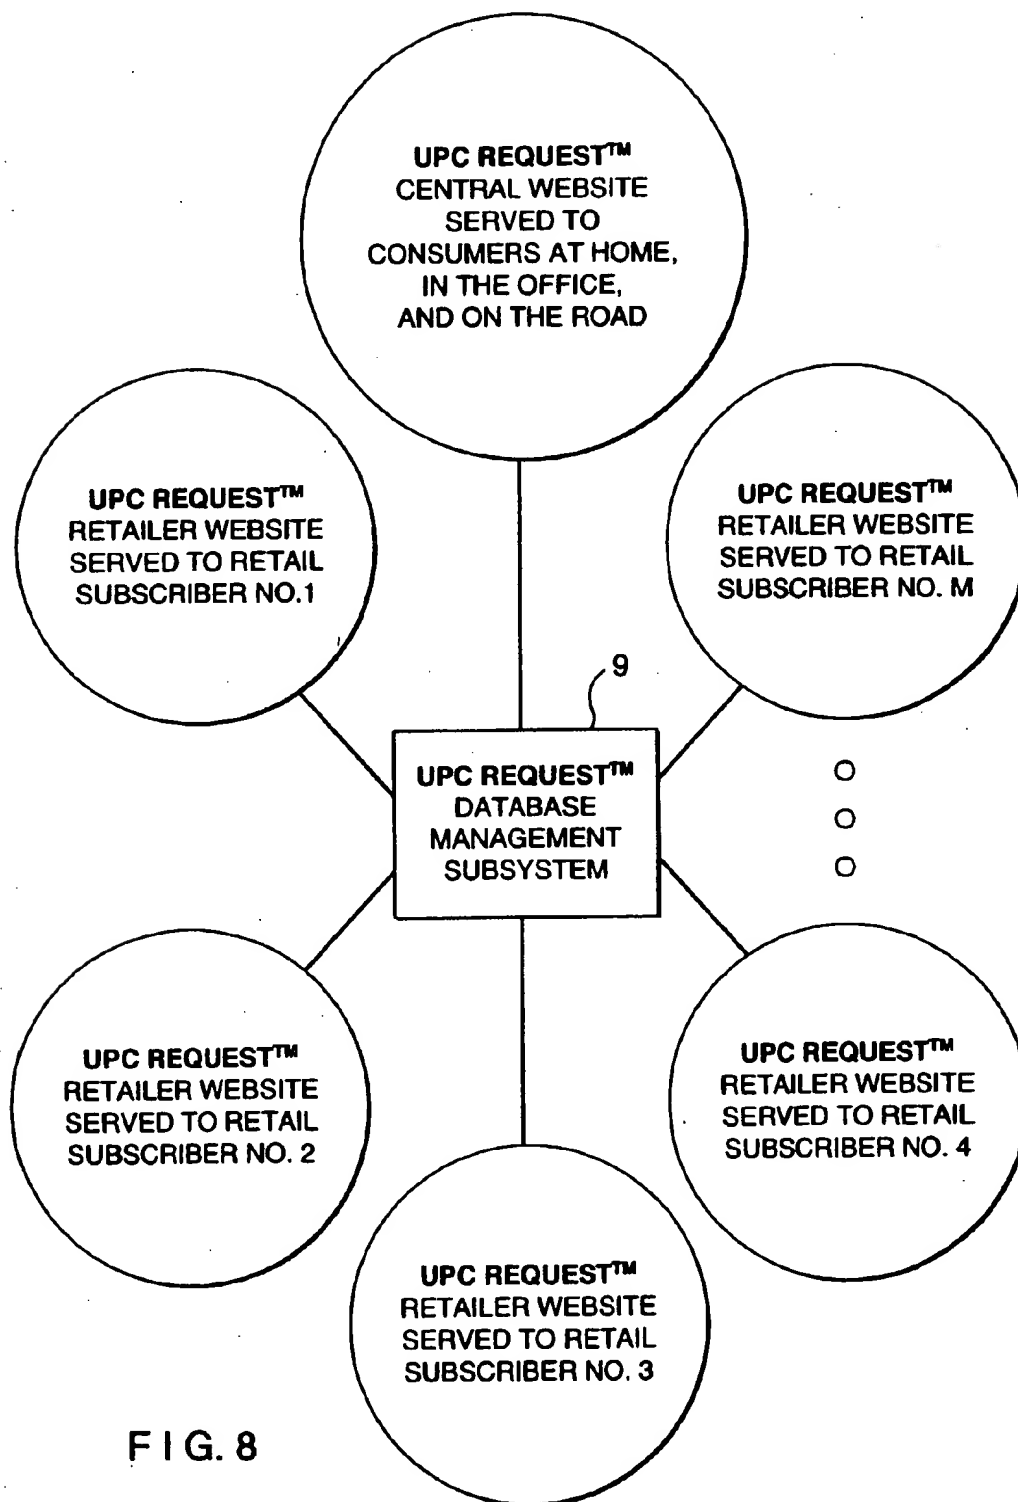 UPC REQUEST™
CENTRAL WEBSITE
SERVED TO
CONSUMERS AT HOME,
IN THE OFFICE,
AND ON THE ROAD
UPC REQUEST™
RETAILER WEBSITE
SERVED TO RETAIL
SUBSCRIBER NO.1
UPC REQUEST™
RETAILER WEBSITE
SERVED TO RETAIL
SUBSCRIBER NO. M
9
UPC REQUEST™
DATABASE
MANAGEMENT
SUBSYSTEM
UPC REQUEST™
RETAILER WEBSITE
SERVED TO RETAIL
SUBSCRIBER NO. 2
UPC REQUEST™
RETAILER WEBSITE
SERVED TO RETAIL
SUBSCRIBER NO. 4
UPC REQUEST™
RETAILER WEBSITE
SERVED TO RETAIL
SUBSCRIBER NO. 3
FIG. 8